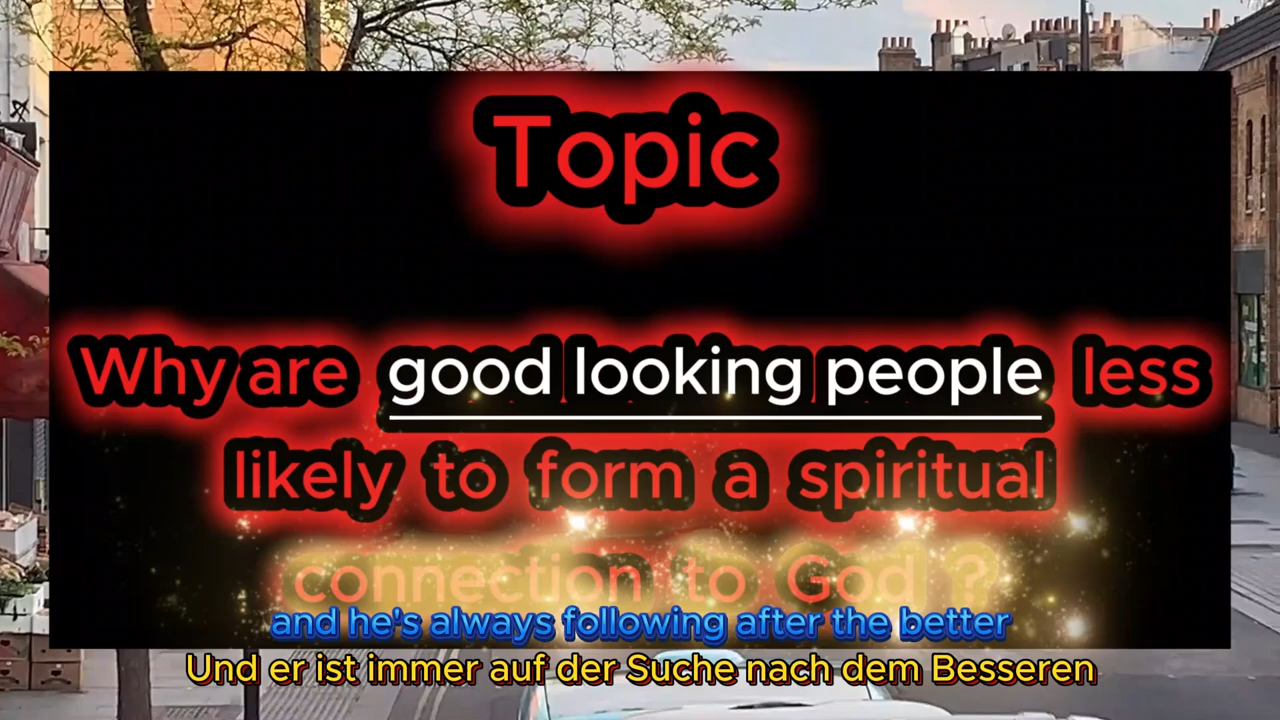 Topic
Why are good looking people less
likely to form a spiritual
connection to God ?
and he's always following after the better
Und er ist immer auf der Suche nach dem Besseren